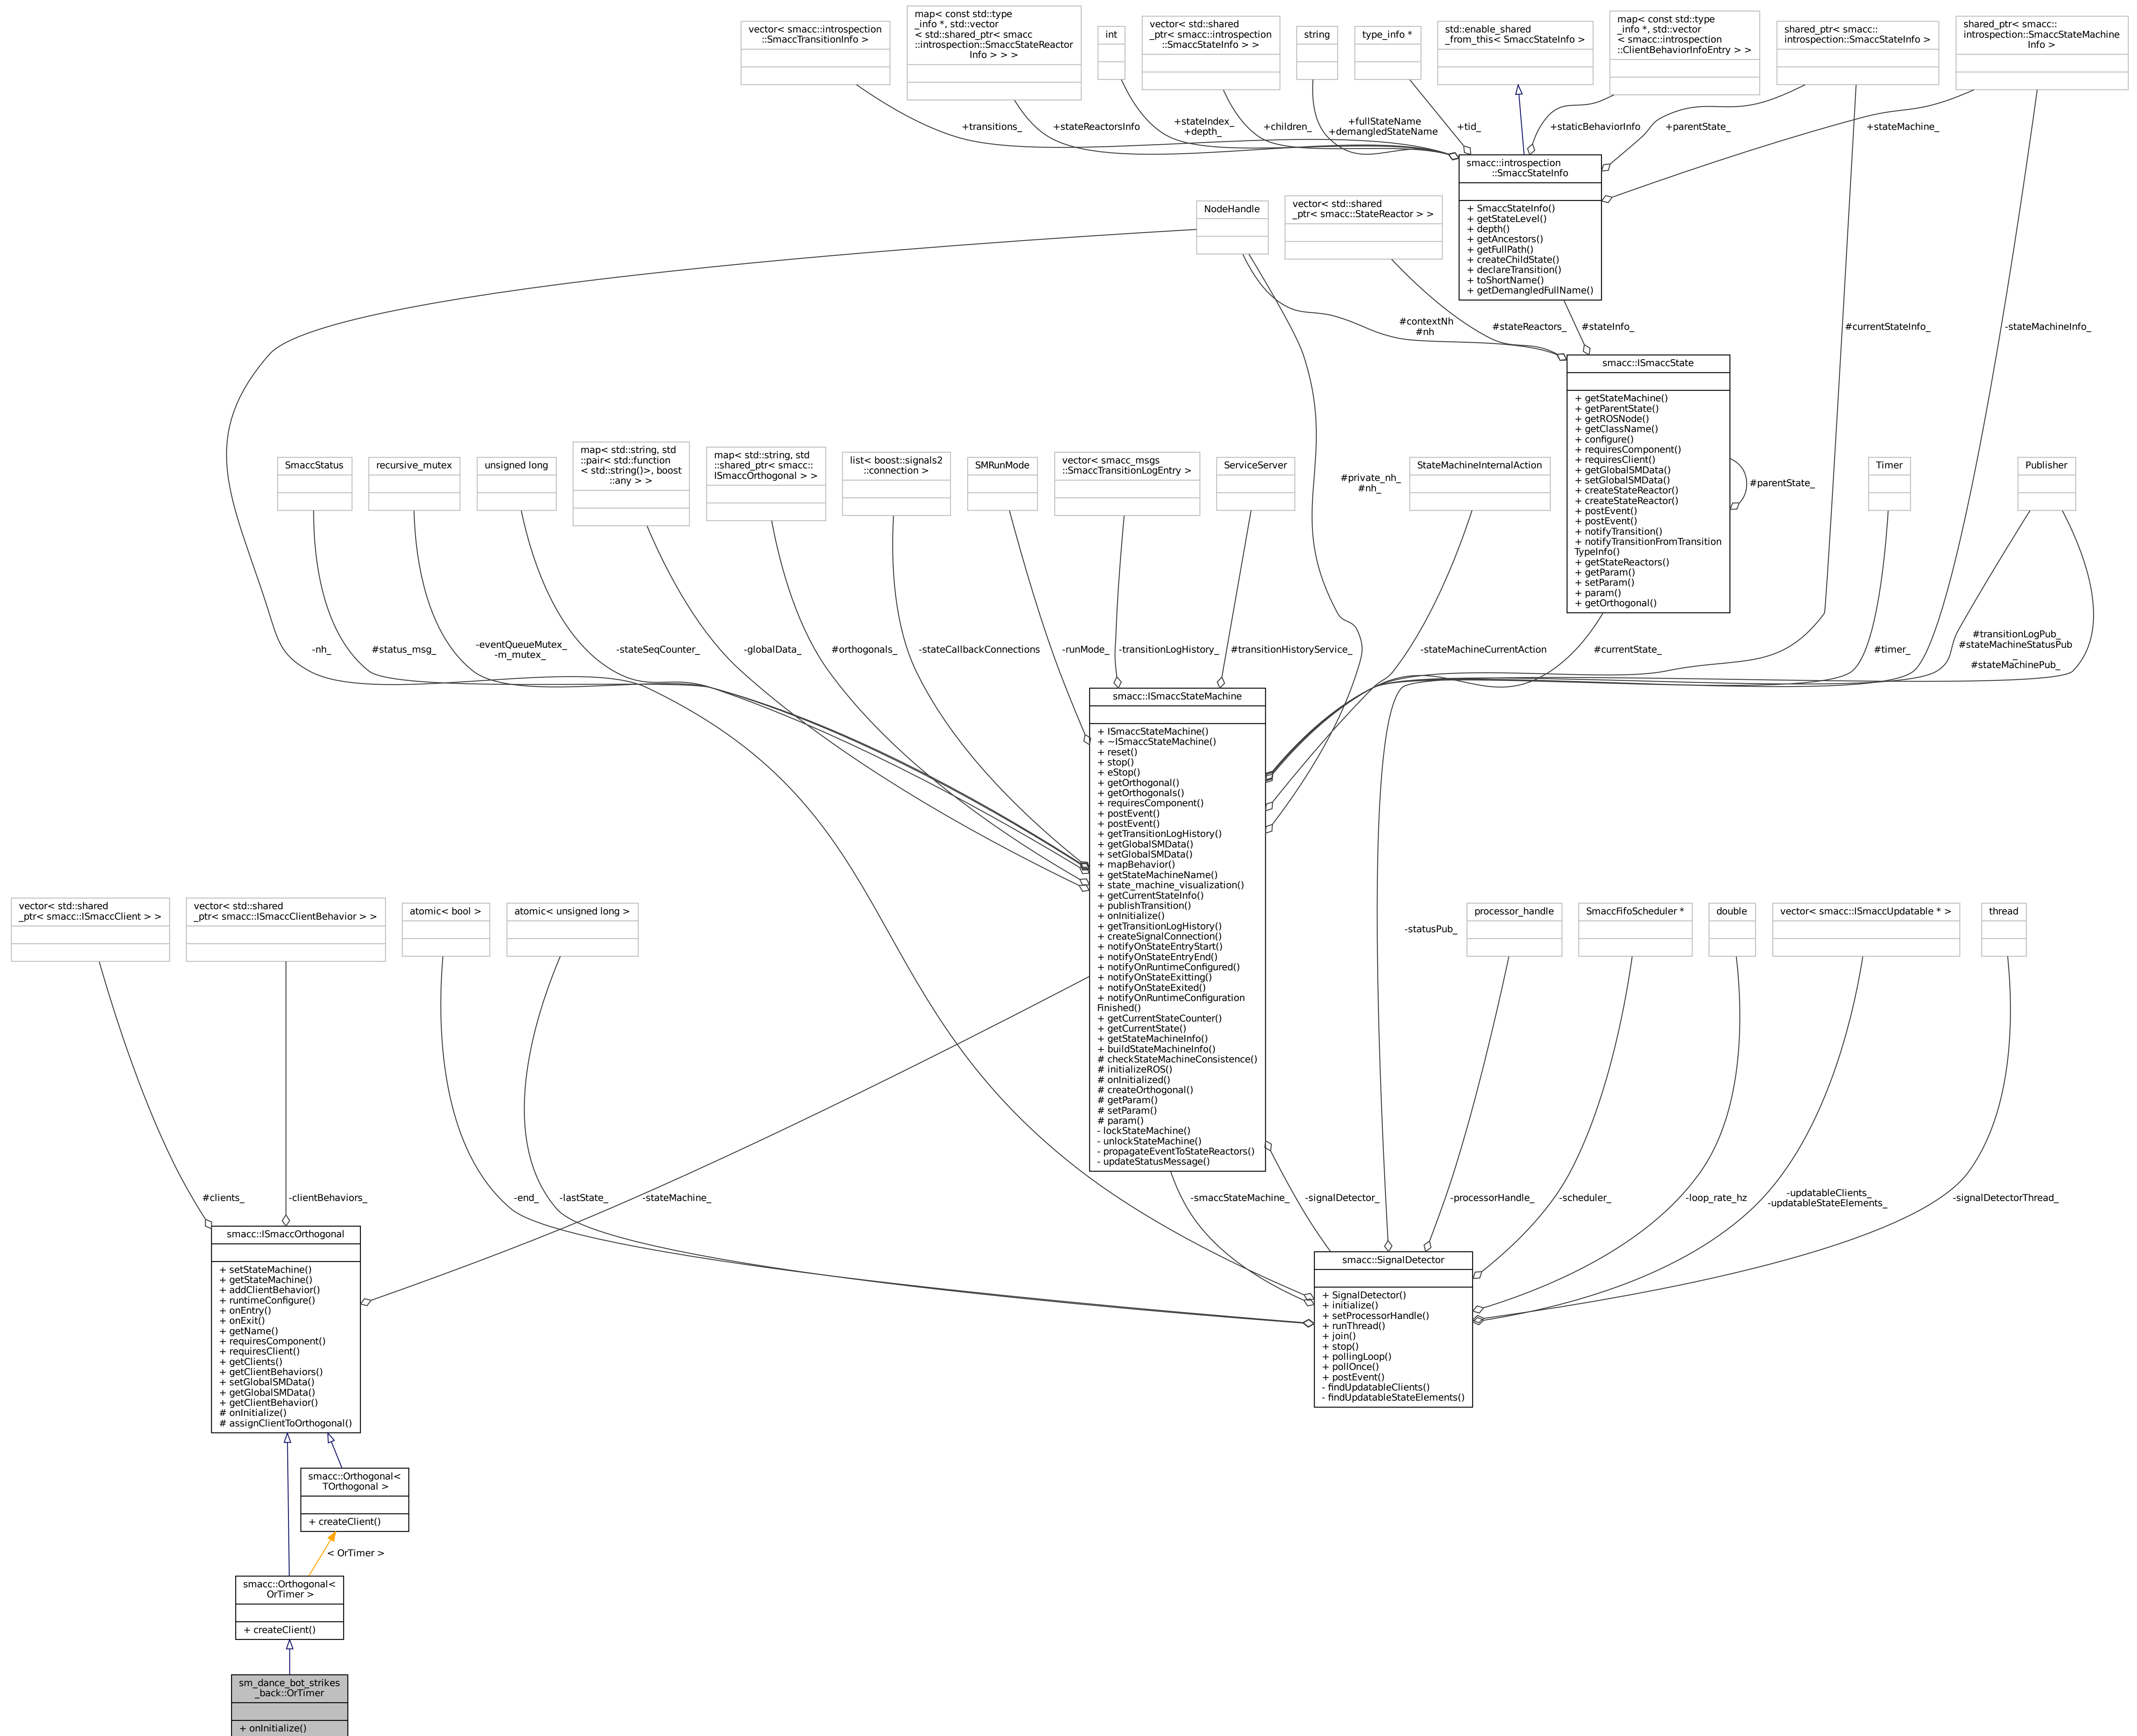 vector< smacc::introspection
::SmaccTransitionInfo >
map< const std::type
_info *, std::vector
< std::shared_ptr< smacc
::introspection::SmaccStateReactor
Info > > >
int
vector< std::shared
_ptr< smacc::introspection
::SmaccStateInfo > >
string
type_info *
std::enable_shared
_from_this< SmaccStateInfo >
map< const std::type
_info *, std::vector
< smacc::introspection
::ClientBehaviorInfoEntry > >
shared_ptr< smacc::
introspection::SmaccStateInfo >
shared_ptr< smacc::
introspection::SmaccStateMachine
Info >
+transitions_
+stateReactorsInfo
+stateIndex_
+depth_
+children_
+fullStateName
+demangledStateName
+tid_
+staticBehaviorInfo
+parentState_
+stateMachine_
smacc::introspection
::SmaccStateInfo
+ SmaccStateInfo()
+ getStateLevel()
+ depth()
+ getAncestors()
+ getFullPath()
+ createChildState()
+ declareTransition()
+ toShortName()
+ getDemangledFullName()
NodeHandle
vector< std::shared
_ptr< smacc::StateReactor > >
#contextNh
#nh
#stateReactors_
#stateInfo_
#currentStateInfo_
-stateMachineInfo_
smacc::ISmaccState
+ getStateMachine()
+ getParentState()
+ getROSNode()
+ getClassName()
+ configure()
+ requiresComponent()
+ requiresClient()
+ getGlobalSMData()
+ setGlobalSMData()
+ createStateReactor()
+ createStateReactor()
+ postEvent()
+ postEvent()
+ notifyTransition()
+ notifyTransitionFromTransition
TypeInfo()
+ getStateReactors()
+ getParam()
+ setParam()
+ param()
+ getOrthogonal()
#parentState_
SmaccStatus
recursive_mutex
unsigned long
map< std::string, std
::pair< std::function
< std::string()>, boost
::any > >
map< std::string, std
::shared_ptr< smacc::
ISmaccOrthogonal > >
list< boost::signals2
::connection >
SMRunMode
vector< smacc_msgs
::SmaccTransitionLogEntry >
ServiceServer
#private_nh_
#nh_
StateMachineInternalAction
Timer
Publisher
-nh_
#status_msg_
-eventQueueMutex_
-m_mutex_
-stateSeqCounter_
-globalData_
#orthogonals_
-stateCallbackConnections
-runMode_
-transitionLogHistory_
#transitionHistoryService_
-stateMachineCurrentAction
#currentState_
#timer_
#transitionLogPub_
#stateMachineStatusPub
_
#stateMachinePub_
smacc::ISmaccStateMachine
+ ISmaccStateMachine()
+ ~ISmaccStateMachine()
+ reset()
+ stop()
+ eStop()
+ getOrthogonal()
+ getOrthogonals()
+ requiresComponent()
+ postEvent()
+ postEvent()
+ getTransitionLogHistory()
+ getGlobalSMData()
+ setGlobalSMData()
+ mapBehavior()
+ getStateMachineName()
+ state_machine_visualization()
+ getCurrentStateInfo()
+ publishTransition()
+ onInitialize()
+ getTransitionLogHistory()
+ createSignalConnection()
+ notifyOnStateEntryStart()
+ notifyOnStateEntryEnd()
+ notifyOnRuntimeConfigured()
+ notifyOnStateExitting()
+ notifyOnStateExited()
+ notifyOnRuntimeConfiguration
Finished()
+ getCurrentStateCounter()
+ getCurrentState()
+ getStateMachineInfo()
+ buildStateMachineInfo()
# checkStateMachineConsistence()
# initializeROS()
# onInitialized()
# createOrthogonal()
# getParam()
# setParam()
# param()
- lockStateMachine()
- unlockStateMachine()
- propagateEventToStateReactors()
- updateStatusMessage()
vector< std::shared
_ptr< smacc::ISmaccClient > >
vector< std::shared
_ptr< smacc::ISmaccClientBehavior > >
atomic< bool >
atomic< unsigned long >
-statusPub_
processor_handle
SmaccFifoScheduler *
double
vector< smacc::ISmaccUpdatable * >
thread
#clients_
-clientBehaviors_
-end_
-lastState_
-stateMachine_
-smaccStateMachine_
-signalDetector_
-processorHandle_
-scheduler_
-loop_rate_hz
-updatableClients_
-updatableStateElements_
-signalDetectorThread_
smacc::ISmaccOrthogonal
+ setStateMachine()
+ getStateMachine()
+ addClientBehavior()
+ runtimeConfigure()
+ onEntry()
+ onExit()
+ getName()
+ requiresComponent()
+ requiresClient()
+ getClients()
+ getClientBehaviors()
+ setGlobalSMData()
+ getGlobalSMData()
+ getClientBehavior()
# onInitialize()
# assignClientToOrthogonal()
smacc::SignalDetector
+ SignalDetector()
+ initialize()
+ setProcessorHandle()
+ runThread()
+ join()
+ stop()
+ pollingLoop()
+ pollOnce()
+ postEvent()
- findUpdatableClients()
- findUpdatableStateElements()
smacc::Orthogonal<
TOrthogonal >
+ createClient()
< OrTimer >
smacc::Orthogonal<
OrTimer >
+ createClient()
sm_dance_bot_strikes
_back::OrTimer
+ onInitialize()